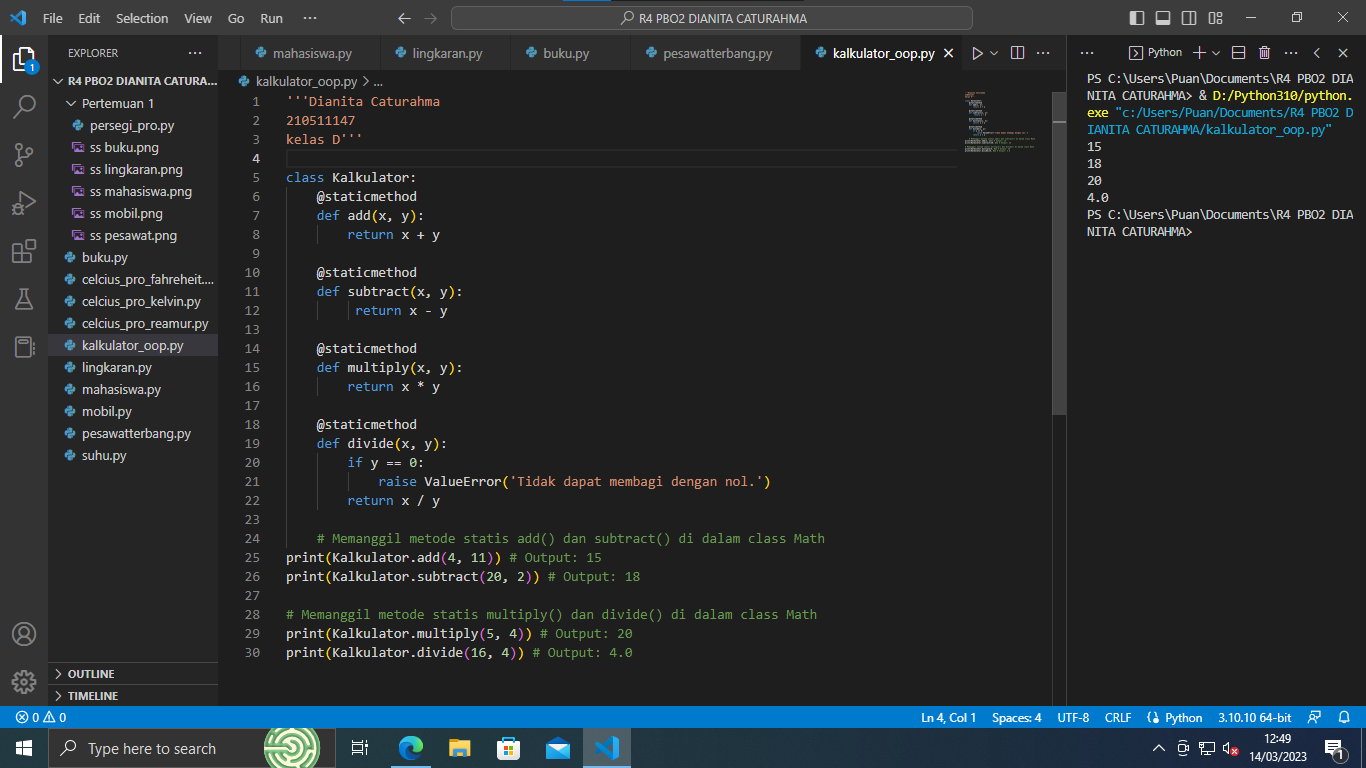 File Edit Selection View Go Run ··· R4 PBO2 DIANITA CATURAHMA
EXPLORER ···
1
R4 PBO2 DIANITA CATURA...
Pertemuan 1
persegi_pro.py
ss buku.png
ss lingkaran.png
ss mahasiswa.png
ss mobil.png
ss pesawat.png
buku.py
celcius_pro_fahreheit....
celcius_pro_kelvin.py
celcius_pro_reamur.py
kalkulator_oop.py
lingkaran.py
mahasiswa.py
mobil.py
pesawatterbang.py
suhu.py
OUTLINE
TIMELINE
mahasiswa.py lingkaran.py buku.py pesawatterbang.py kalkulator_oop.py
kalkulator_oop.py > ...
1 '''Dianita Caturahma
2 210511147
3 kelas D'''
4
5 class Kalkulator:
6 @staticmethod
7 def add(x, y):
8 return x + y
9
10 @staticmethod
11 def subtract(x, y):
12 return x - y
13
14 @staticmethod
15 def multiply(x, y):
16 return x * y
17
18 @staticmethod
19 def divide(x, y):
20 if y == 0:
21 raise ValueError('Tidak dapat membagi dengan nol.')
22 return x / y
23
24 # Memanggil metode statis add() dan subtract() di dalam class Math
25 print(Kalkulator.add(4, 11)) # Output: 15
26 print(Kalkulator.subtract(20, 2)) # Output: 18
27
28 # Memanggil metode statis multiply() dan divide() di dalam class Math
29 print(Kalkulator.multiply(5, 4)) # Output: 20
30 print(Kalkulator.divide(16, 4)) # Output: 4.0
··· Python ···
PS C:\Users\Puan\Documents\R4 PBO2 DIA
NITA CATURAHMA> & D:/Python310/python.
exe "c:/Users/Puan/Documents/R4 PBO2 D
IANITA CATURAHMA/kalkulator_oop.py"
15
18
20
4.0
PS C:\Users\Puan\Documents\R4 PBO2 DIA
NITA CATURAHMA>
0 0 Ln 4, Col 1 Spaces: 4 UTF-8 CRLF Python 3.10.10 64-bit
Type here to search
12:49
14/03/2023
1